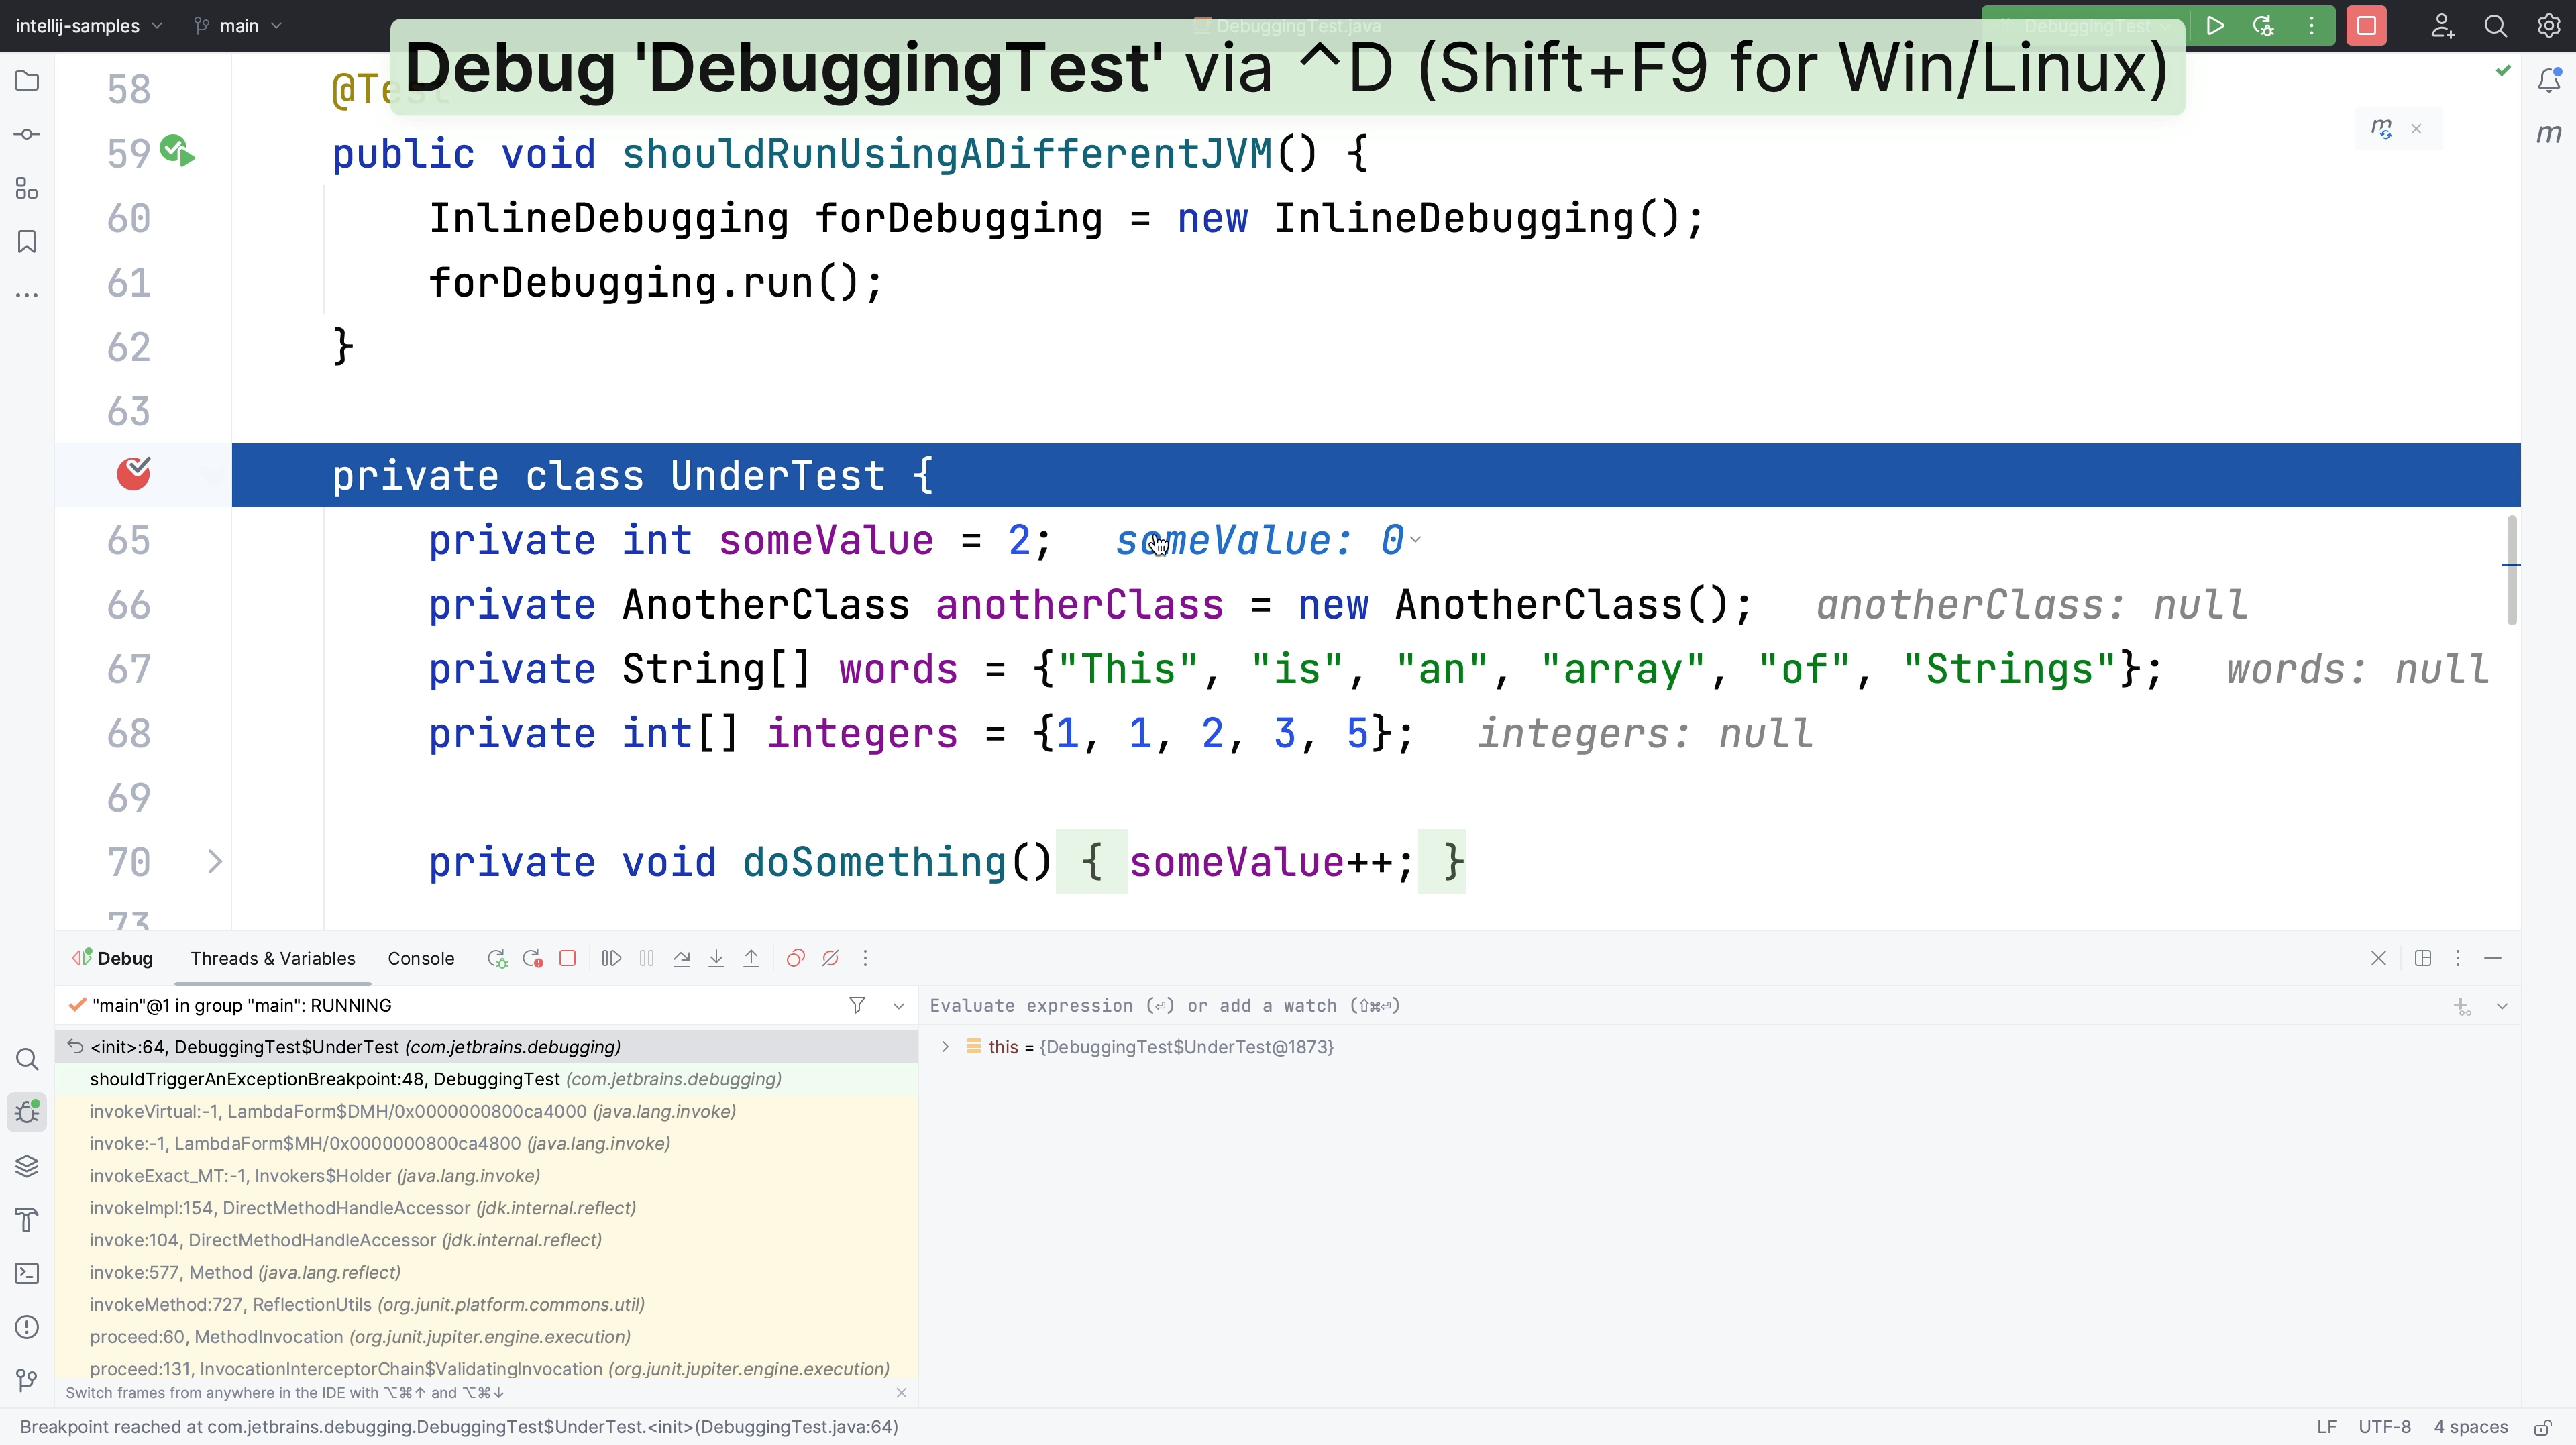 intellij-samples main DebuggingTest.java DebuggingTest
Debug 'DebuggingTest' via ^D (Shift+F9 for Win/Linux)
58 @Test
59 public void shouldRunUsingADifferentJVM() {
60 InlineDebugging forDebugging = new InlineDebugging();
61 forDebugging.run();
62 }
63
private class UnderTest {
65 private int someValue = 2; someValue: 0
66 private AnotherClass anotherClass = new AnotherClass(); anotherClass: null
67 private String[] words = {"This", "is", "an", "array", "of", "Strings"}; words: null
68 private int[] integers = {1, 1, 2, 3, 5}; integers: null
69
70 private void doSomething() { someValue++; }
73
Debug Threads & Variables Console
"main"@1 in group "main": RUNNING
Evaluate expression (⏎) or add a watch (⇧⌘⏎)
<init>:64, DebuggingTest$UnderTest (com.jetbrains.debugging)
this = {DebuggingTest$UnderTest@1873}
shouldTriggerAnExceptionBreakpoint:48, DebuggingTest (com.jetbrains.debugging)
invokeVirtual:-1, LambdaForm$DMH/0x0000000800ca4000 (java.lang.invoke)
invoke:-1, LambdaForm$MH/0x0000000800ca4800 (java.lang.invoke)
invokeExact_MT:-1, Invokers$Holder (java.lang.invoke)
invokeImpl:154, DirectMethodHandleAccessor (jdk.internal.reflect)
invoke:104, DirectMethodHandleAccessor (jdk.internal.reflect)
invoke:577, Method (java.lang.reflect)
invokeMethod:727, ReflectionUtils (org.junit.platform.commons.util)
proceed:60, MethodInvocation (org.junit.jupiter.engine.execution)
proceed:131, InvocationInterceptorChain$ValidatingInvocation (org.junit.jupiter.engine.execution)
Switch frames from anywhere in the IDE with ⌥⌘↑ and ⌥⌘↓
Breakpoint reached at com.jetbrains.debugging.DebuggingTest$UnderTest.<init>(DebuggingTest.java:64)
LF UTF-8 4 spaces